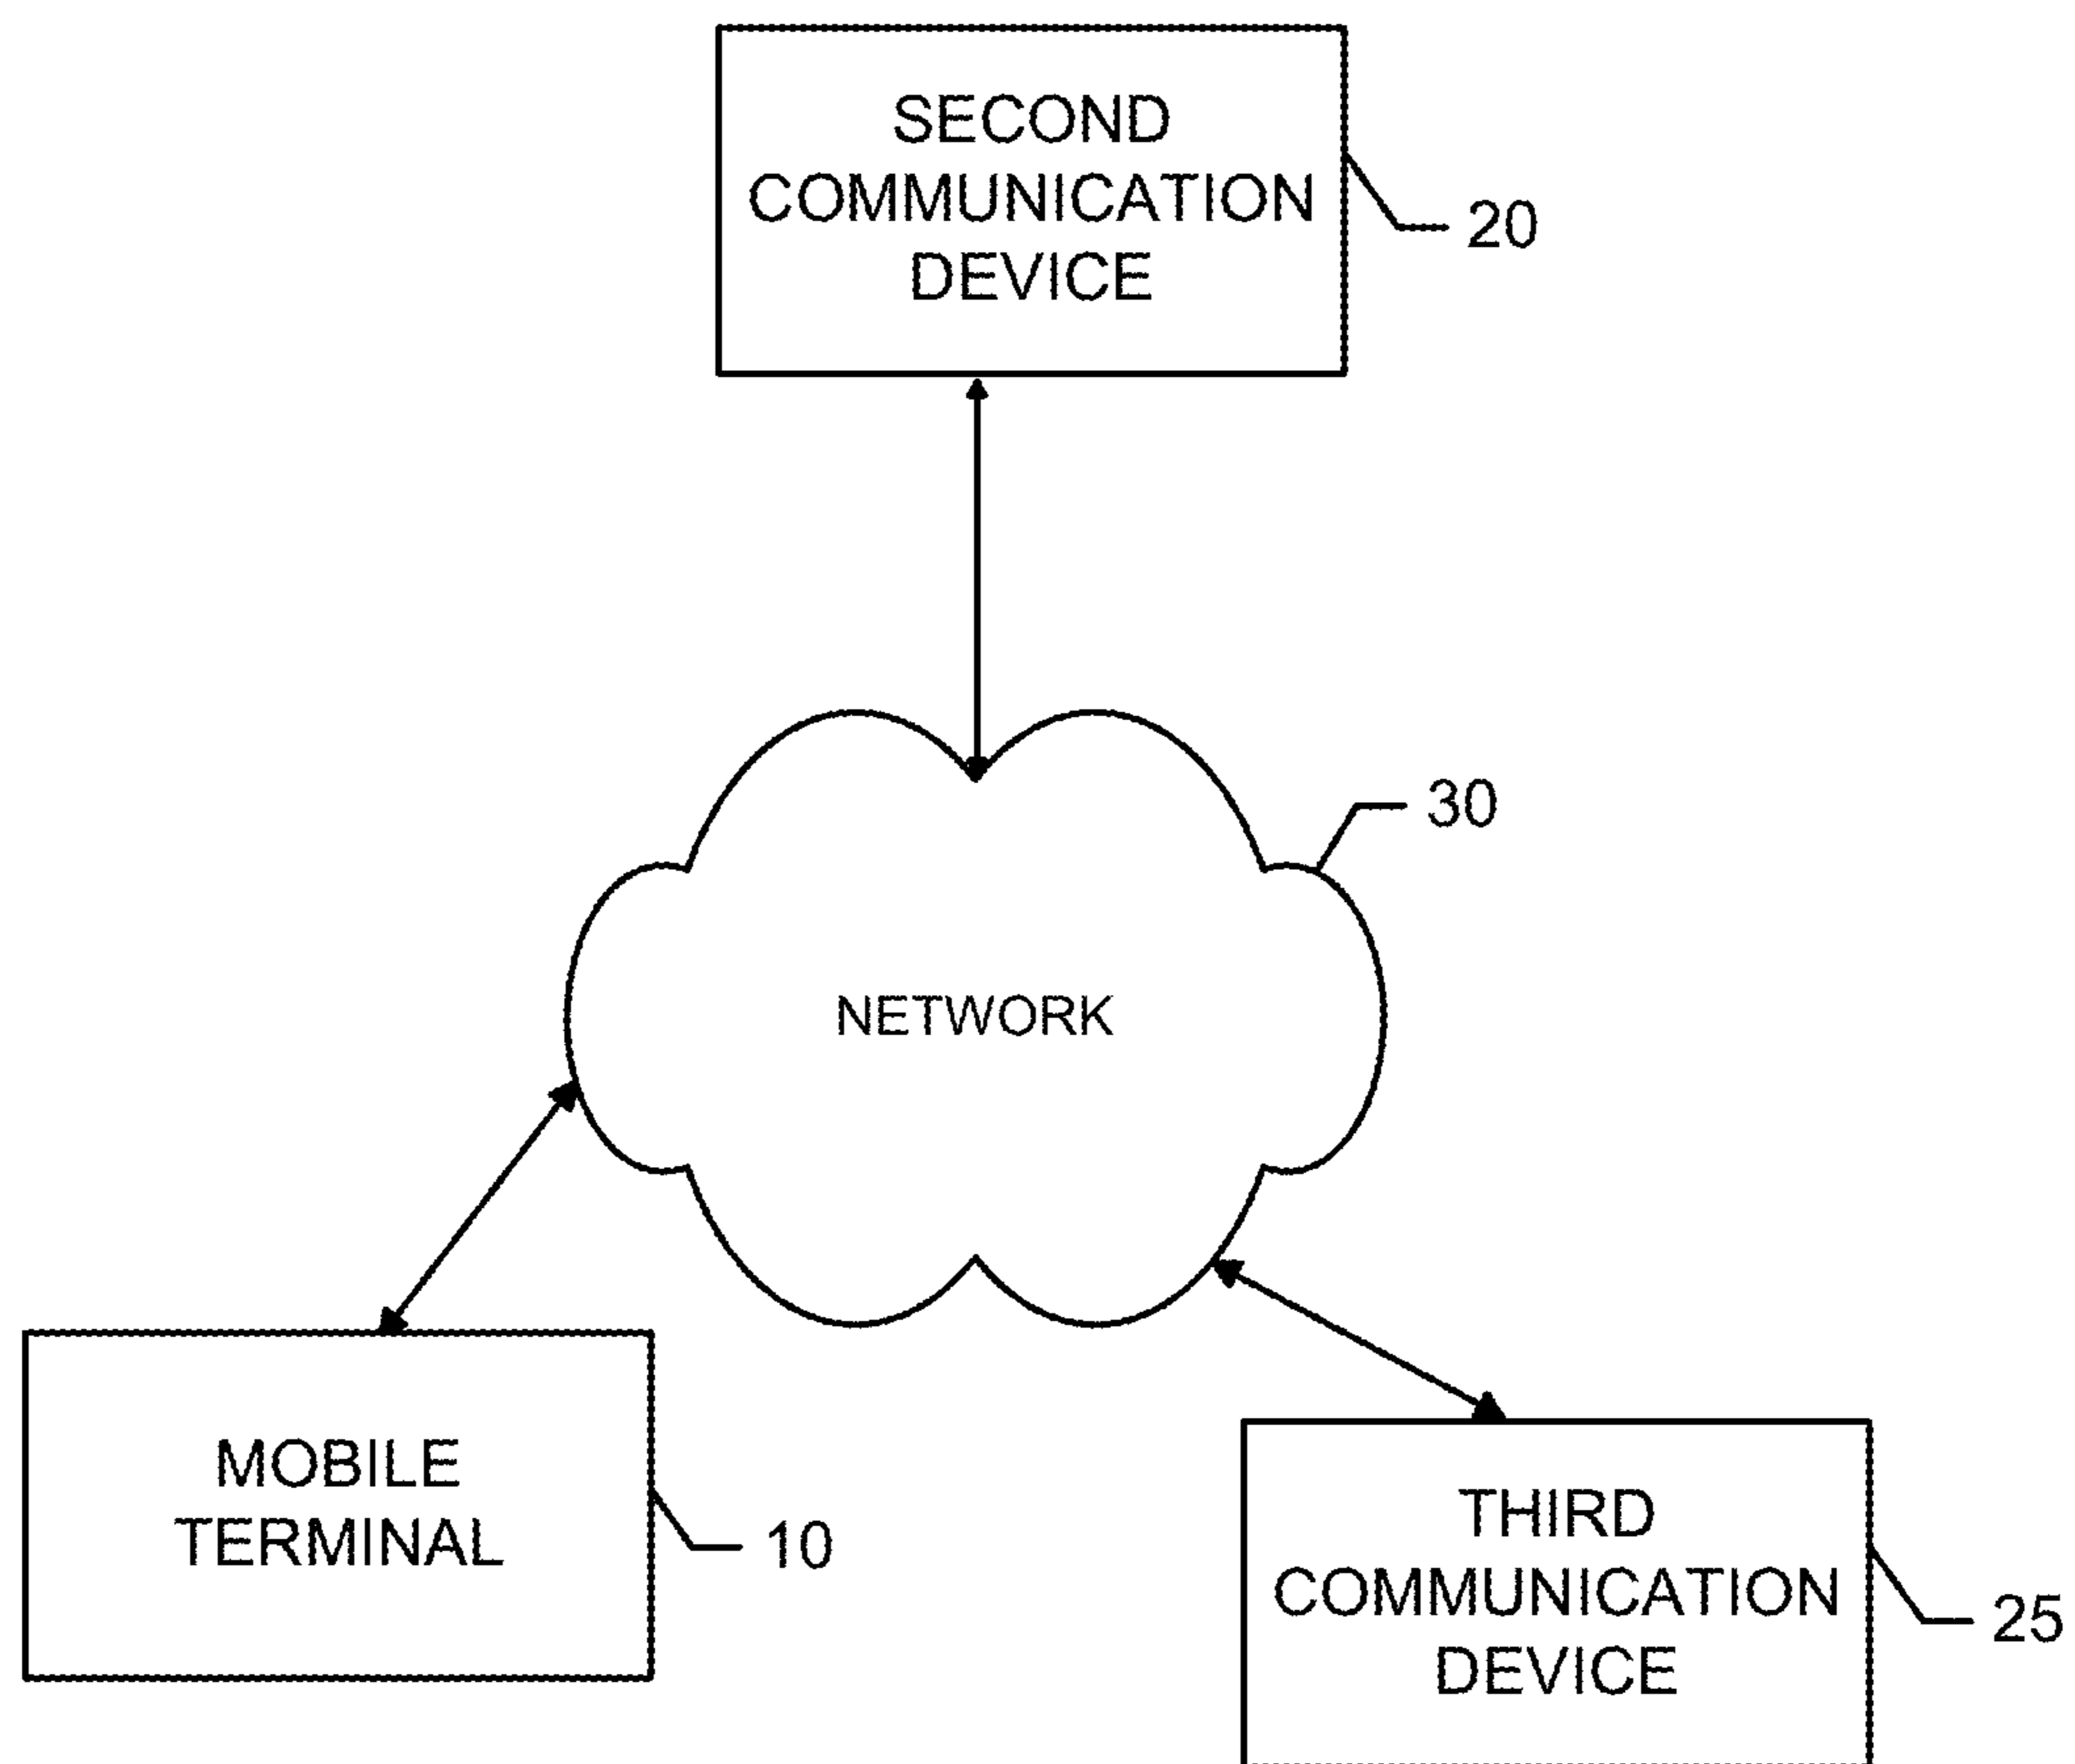 SECOND
COMMUNICATION
DEVICE
20
30
NETWORK
MOBILE
TERMINAL
10
THIRD
COMMUNICATION
DEVICE
25